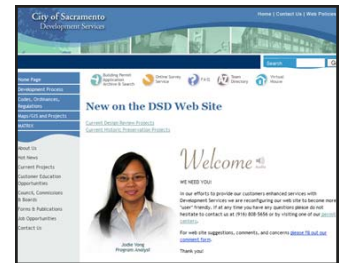 City of Sacramento
Development Services
Home | Contact Us | Web Policies
Search
Building Permit
Application
Archive & Search
Online Survey
Service
F A Q
Team
Directory
Virtual
House
Home Page
Development Process
Codes, Ordinances,
Regulations
Maps/GIS and Projects
MATRIX
About Us
Hot News
Current Projects
Customer Education
Opportunities
Council, Commissions
& Boards
Forms & Publications
Job Opportunities
Contact Us
New on the DSD Web Site
Current Design Review Projects
Current Historic Preservation Projects
Welcome
WE NEED YOU!
In our efforts to provide our customers enhanced services with
Development Services we are reconfiguring our web site to become more
"user" friendly. If at any time you have any questions please do not
hesitate to contact us at (916) 808-5656 or by visiting one of our permit
centers.
For web site suggestions, comments, and concerns please fill out our
comment form.
Thank you!
Jodie Vong
Program Analyst